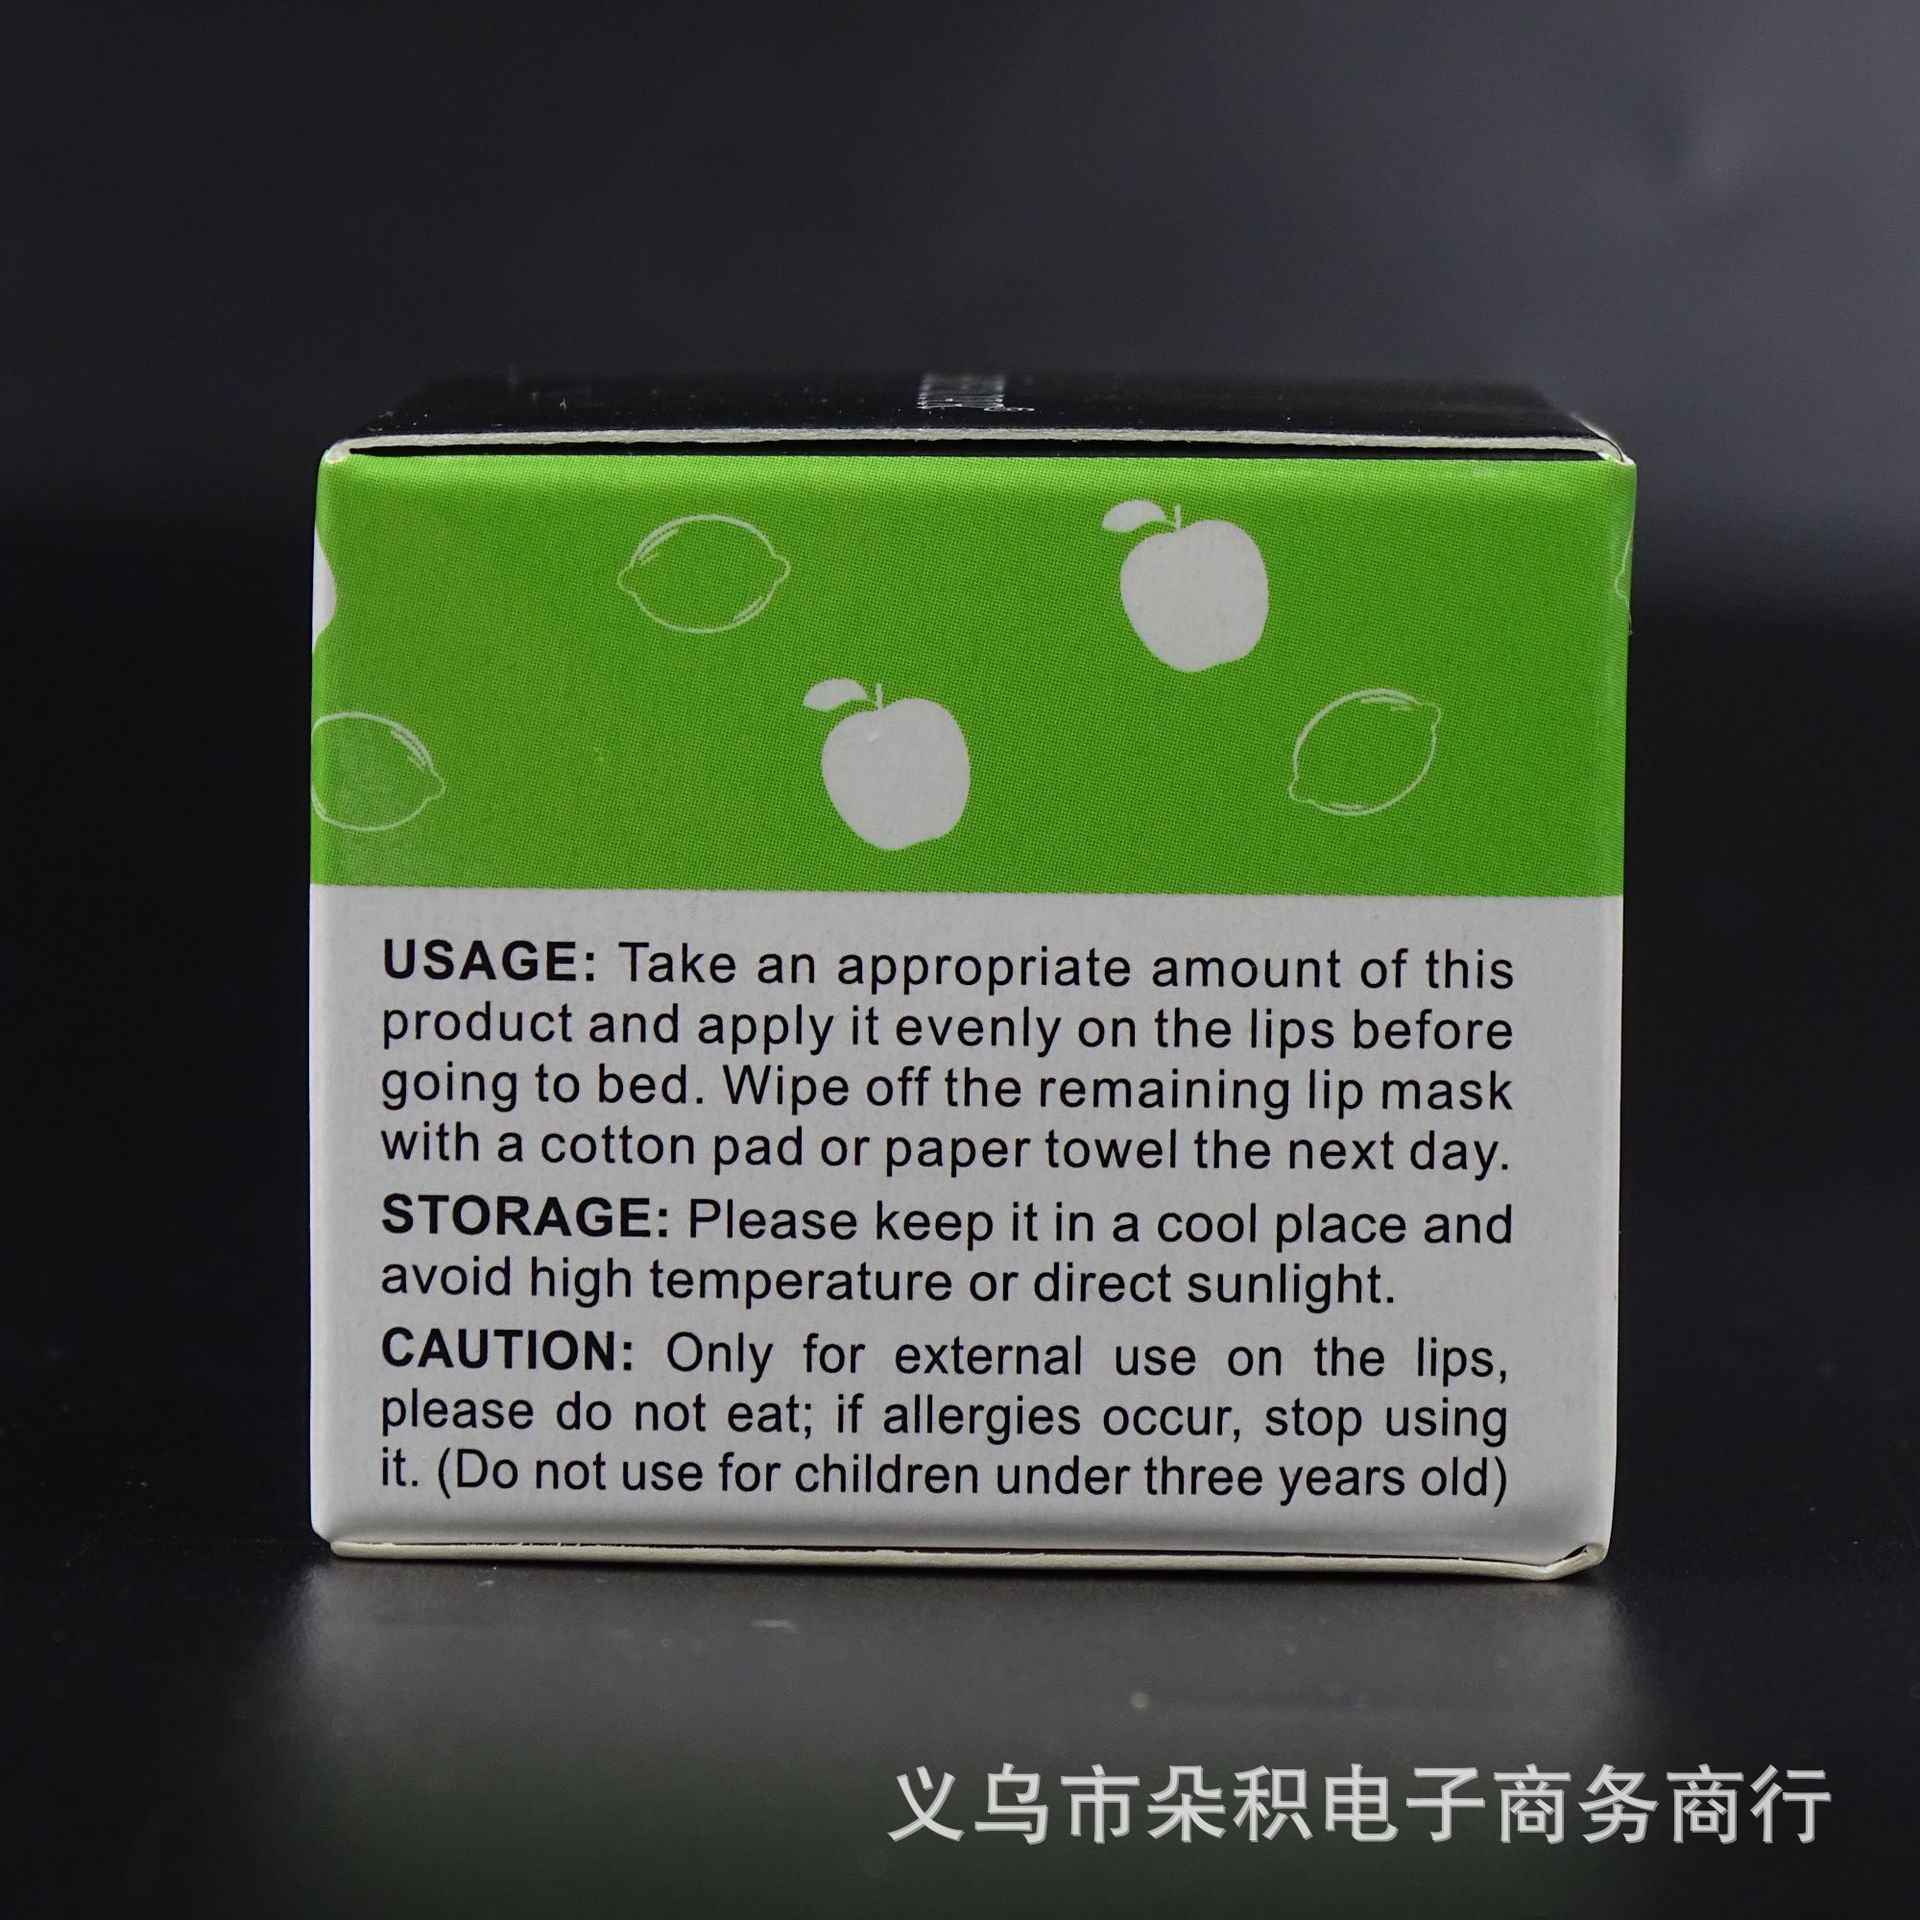 USAGE: Take an appropriate amount of this
product and apply it evenly on the lips before
going to bed. Wipe off the remaining lip mask
with a cotton pad or paper towel the next day.
STORAGE: Please keep it in a cool place and
avoid high temperature or direct sunlight.
CAUTION: Only for external use on the lips,
please do not eat; if allergies occur, stop using
it. (Do not use for children under three years old)
义乌市朵积电子商务商行